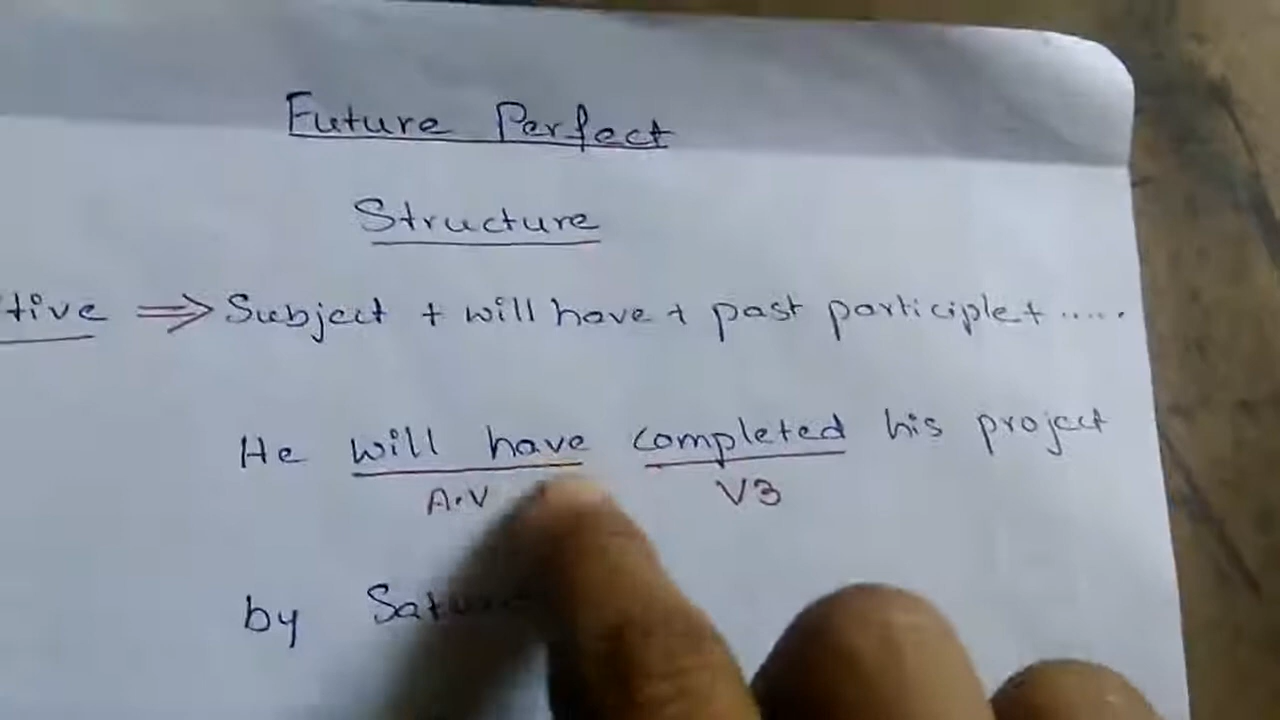 Future Perfect
Structure
tive ⇒ Subject + will have + past participle + .....
He will have completed his project
A.V V3
by